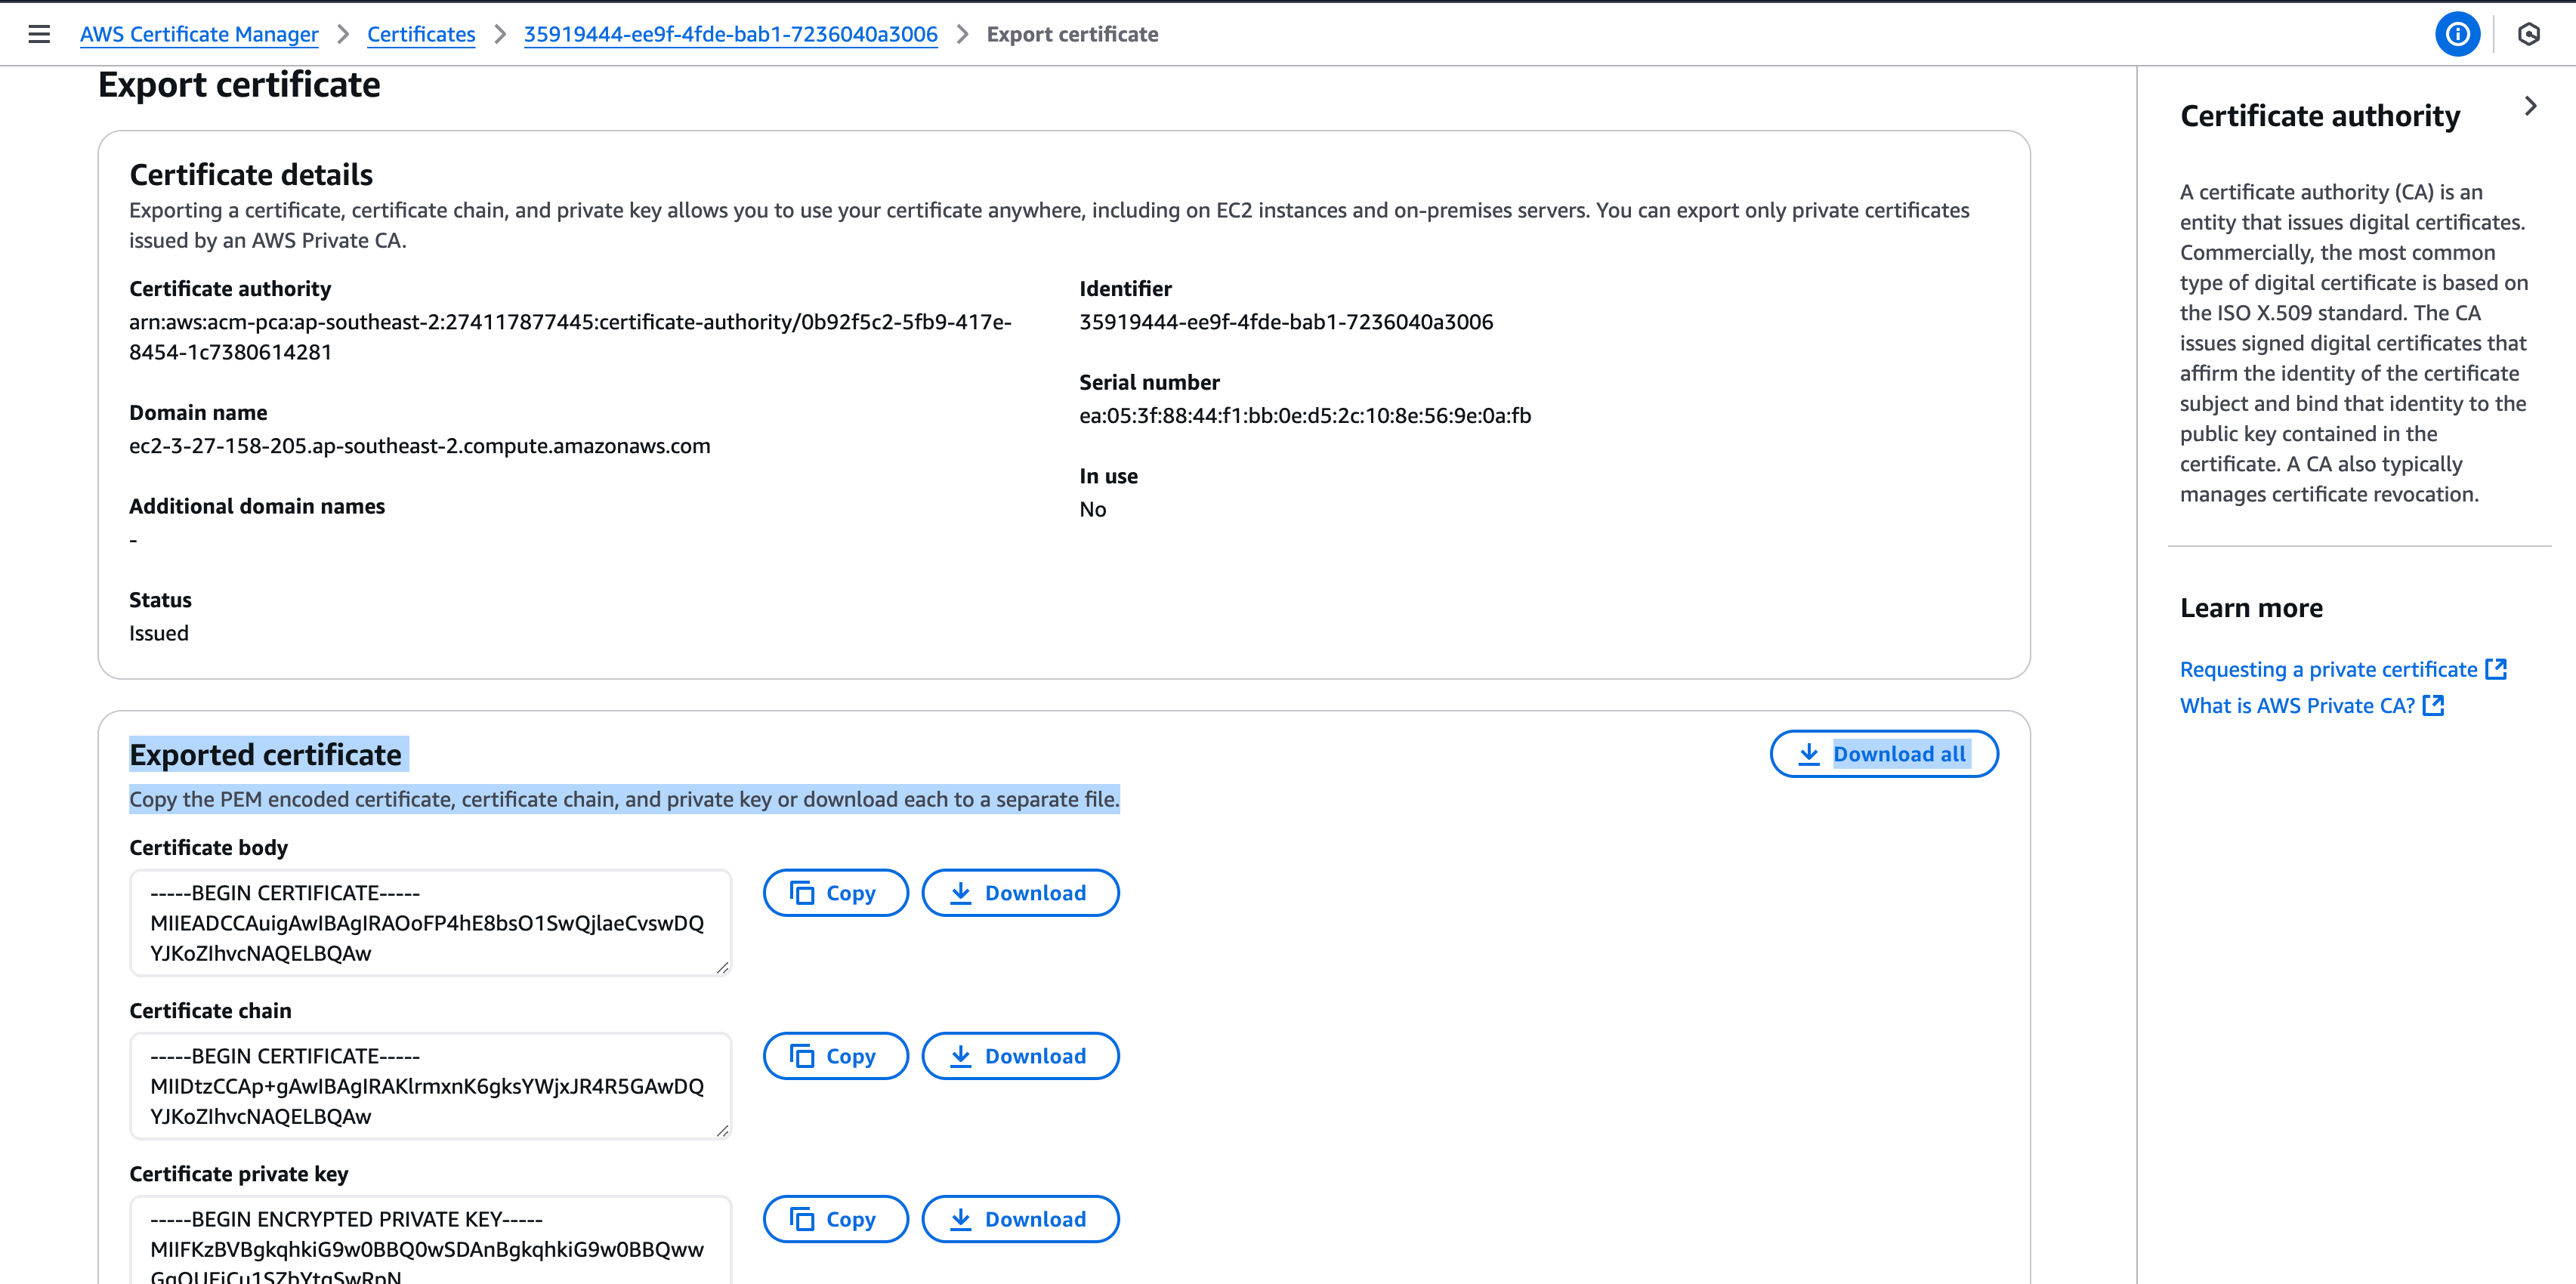 AWS Certificate Manager > Certificates > 35919444-ee9f-4fde-bab1-7236040a3006 > Export certificate
Export certificate
Certificate details
Exporting a certificate, certificate chain, and private key allows you to use your certificate anywhere, including on EC2 instances and on-premises servers. You can export only private certificates
issued by an AWS Private CA.
Certificate authority
arn:aws:acm-pca:ap-southeast-2:274117877445:certificate-authority/0b92f5c2-5fb9-417e-
8454-1c7380614281
Domain name
ec2-3-27-158-205.ap-southeast-2.compute.amazonaws.com
Additional domain names
-
Status
Issued
Identifier
35919444-ee9f-4fde-bab1-7236040a3006
Serial number
ea:05:3f:88:44:f1:bb:0e:d5:2c:10:8e:56:9e:0a:fb
In use
No
Exported certificate
Download all
Copy the PEM encoded certificate, certificate chain, and private key or download each to a separate file.
Certificate body
-----BEGIN CERTIFICATE-----
MIIEADCCAuigAwIBAgIRAOoFP4hE8bsO1SwQjlaeCvswDQ
YJKoZIhvcNAQELBQAw
Copy
Download
Certificate chain
-----BEGIN CERTIFICATE-----
MIIDtzCCAp+gAwIBAgIRAKlrmxnK6gksYWjxJR4R5GAwDQ
YJKoZIhvcNAQELBQAw
Copy
Download
Certificate private key
-----BEGIN ENCRYPTED PRIVATE KEY-----
MIIFKzBVBgkqhkiG9w0BBQ0wSDAnBgkqhkiG9w0BBQww
Copy
Download
Certificate authority
A certificate authority (CA) is an
entity that issues digital certificates.
Commercially, the most common
type of digital certificate is based on
the ISO X.509 standard. The CA
issues signed digital certificates that
affirm the identity of the certificate
subject and bind that identity to the
public key contained in the
certificate. A CA also typically
manages certificate revocation.
Learn more
Requesting a private certificate
What is AWS Private CA?